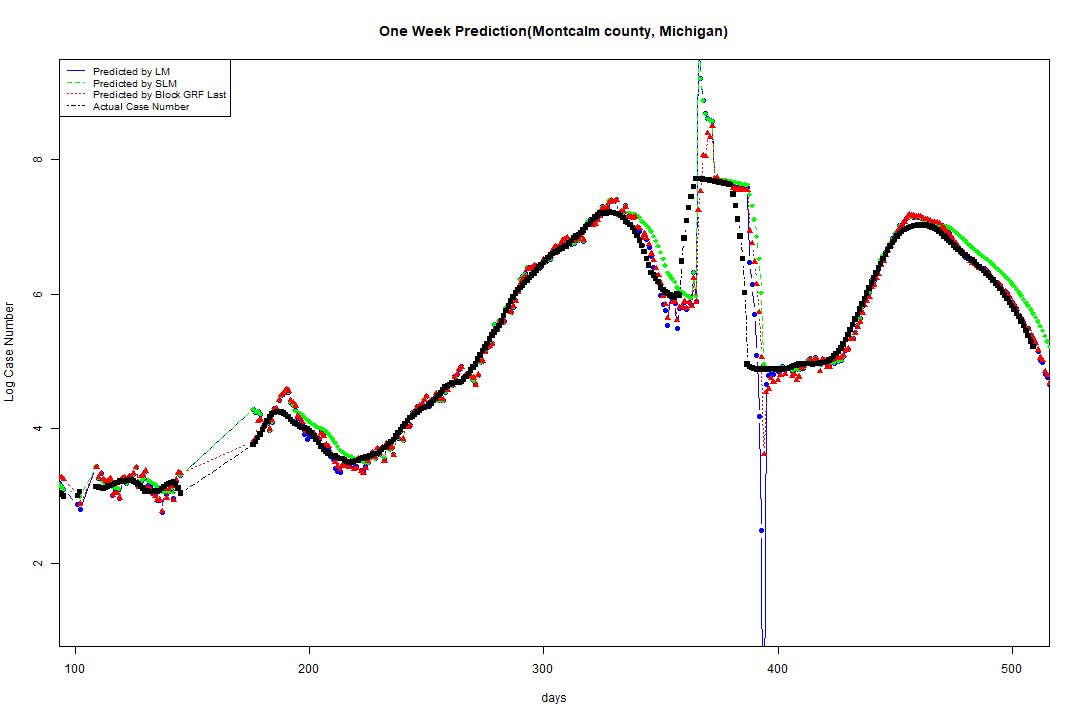 One Week Prediction(Montcalm county, Michigan)
Predicted by LM
Predicted by SLM
Predicted by Block GRF Last
Actual Case Number
Log Case Number
8
6
4
2
100 200 300 400 500
days